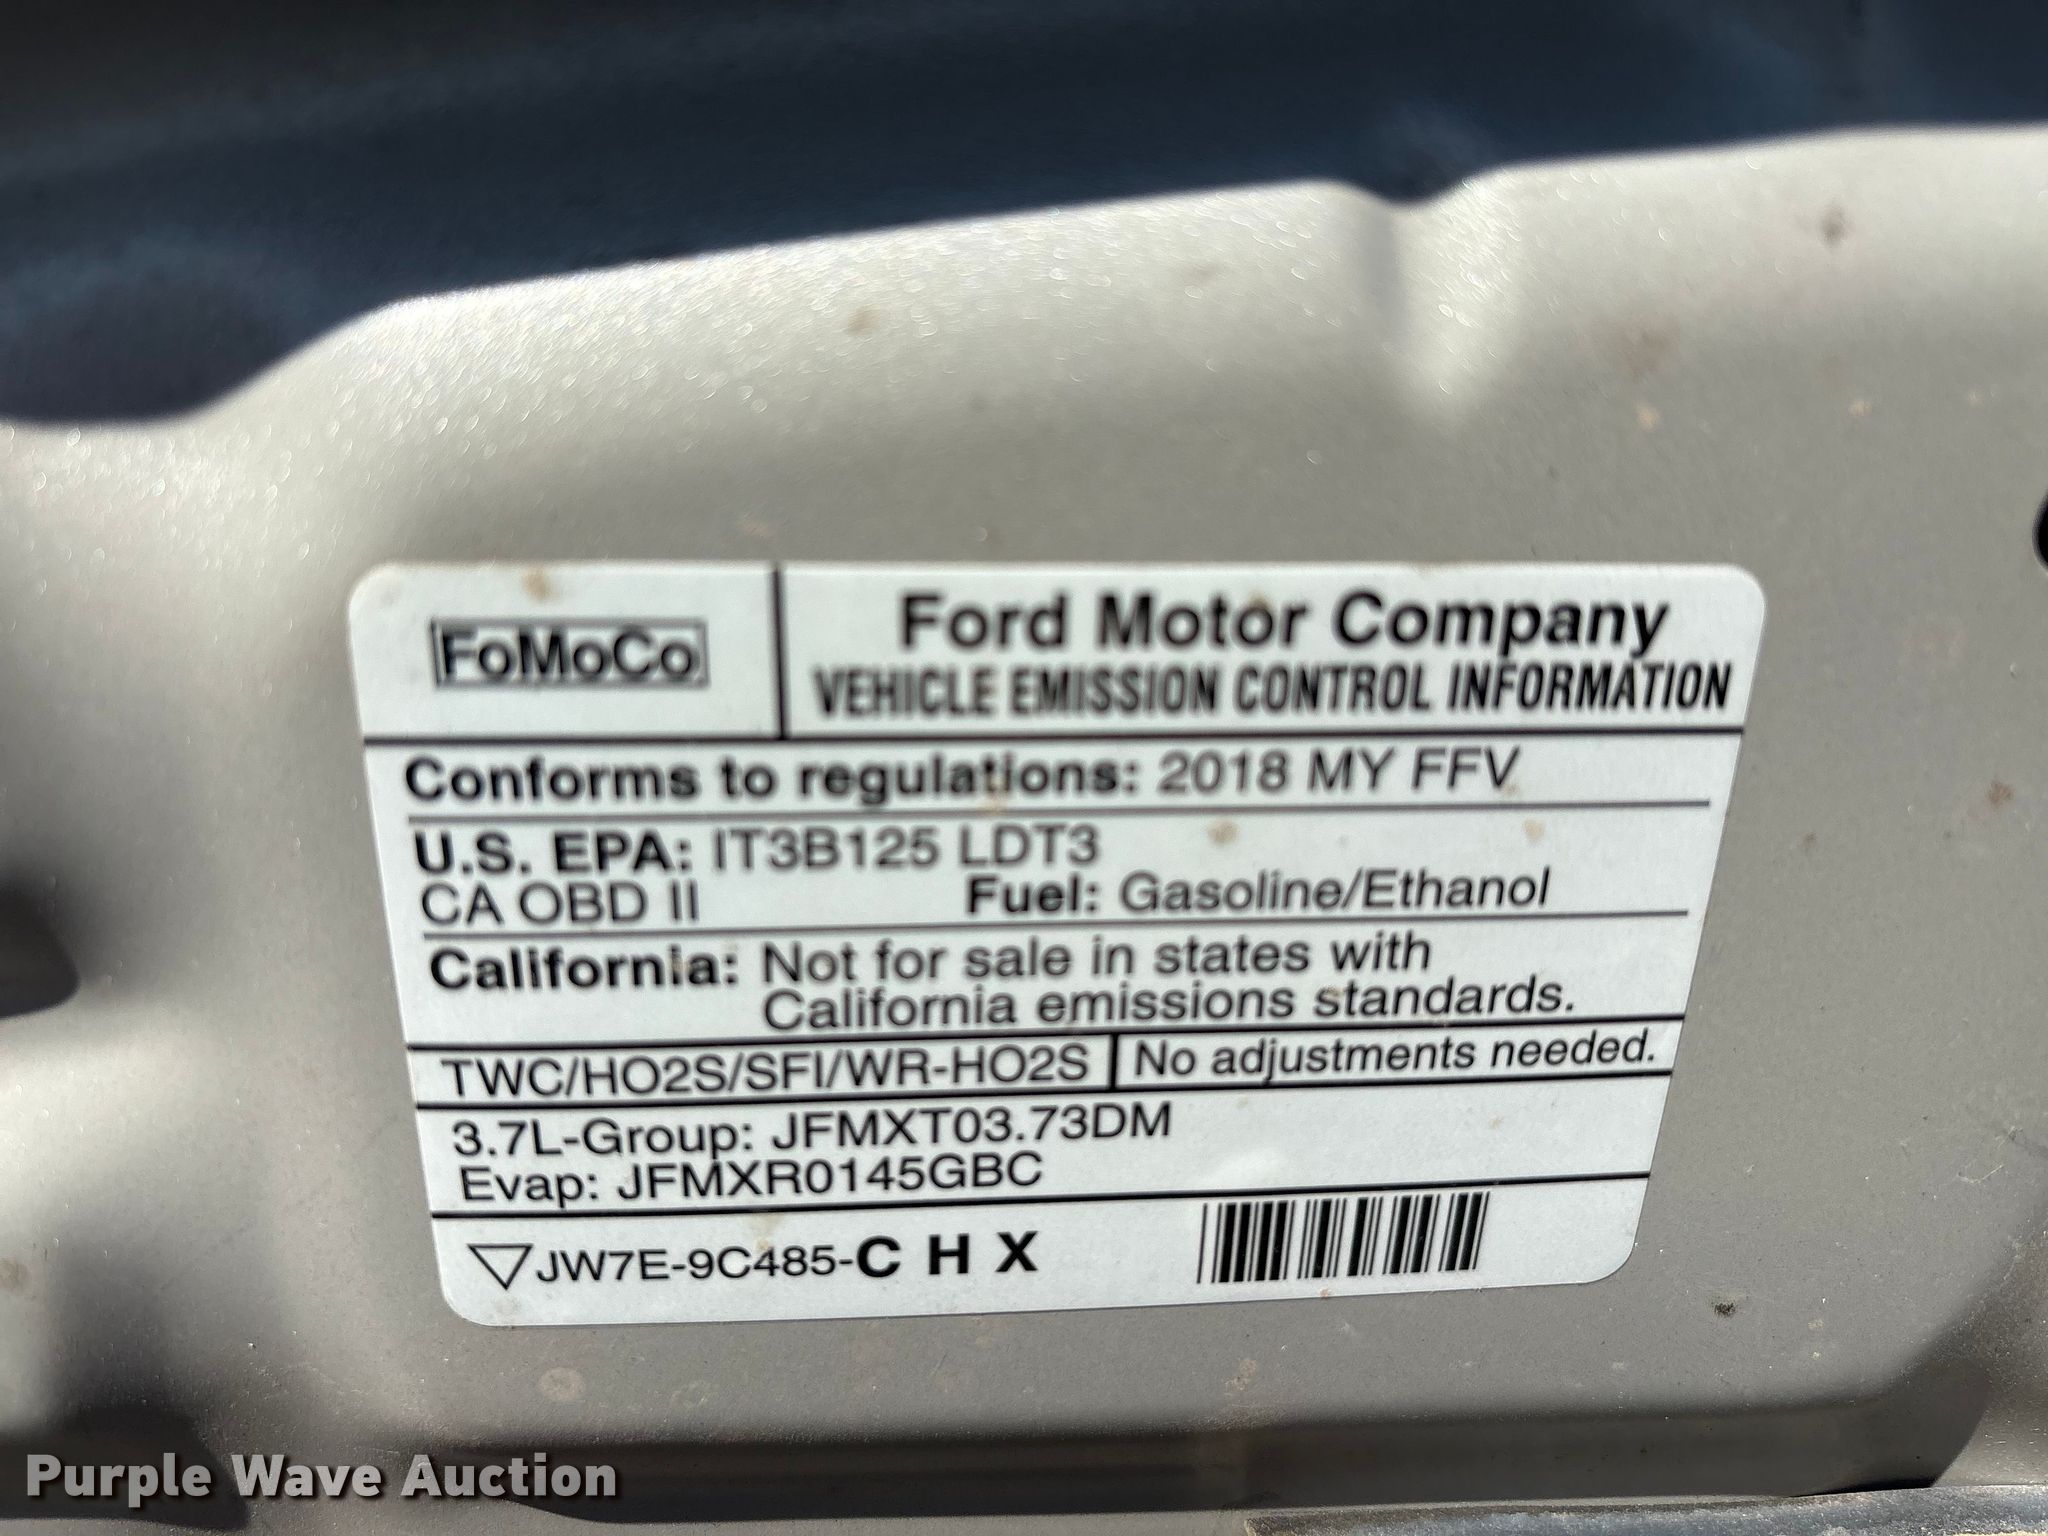 FoMoCo
Ford Motor Company
VEHICLE EMISSION CONTROL INFORMATION
Conforms to regulations: 2018 MY FFV
U.S. EPA: IT3B125 LDT3
CA OBD II Fuel: Gasoline/Ethanol
California: Not for sale in states with
California emissions standards.
TWC/HO2S/SFI/WR-HO2S No adjustments needed.
3.7L-Group: JFMXT03.73DM
Evap: JFMXR0145GBC
JW7E-9C485-C H X
Purple Wave Auction